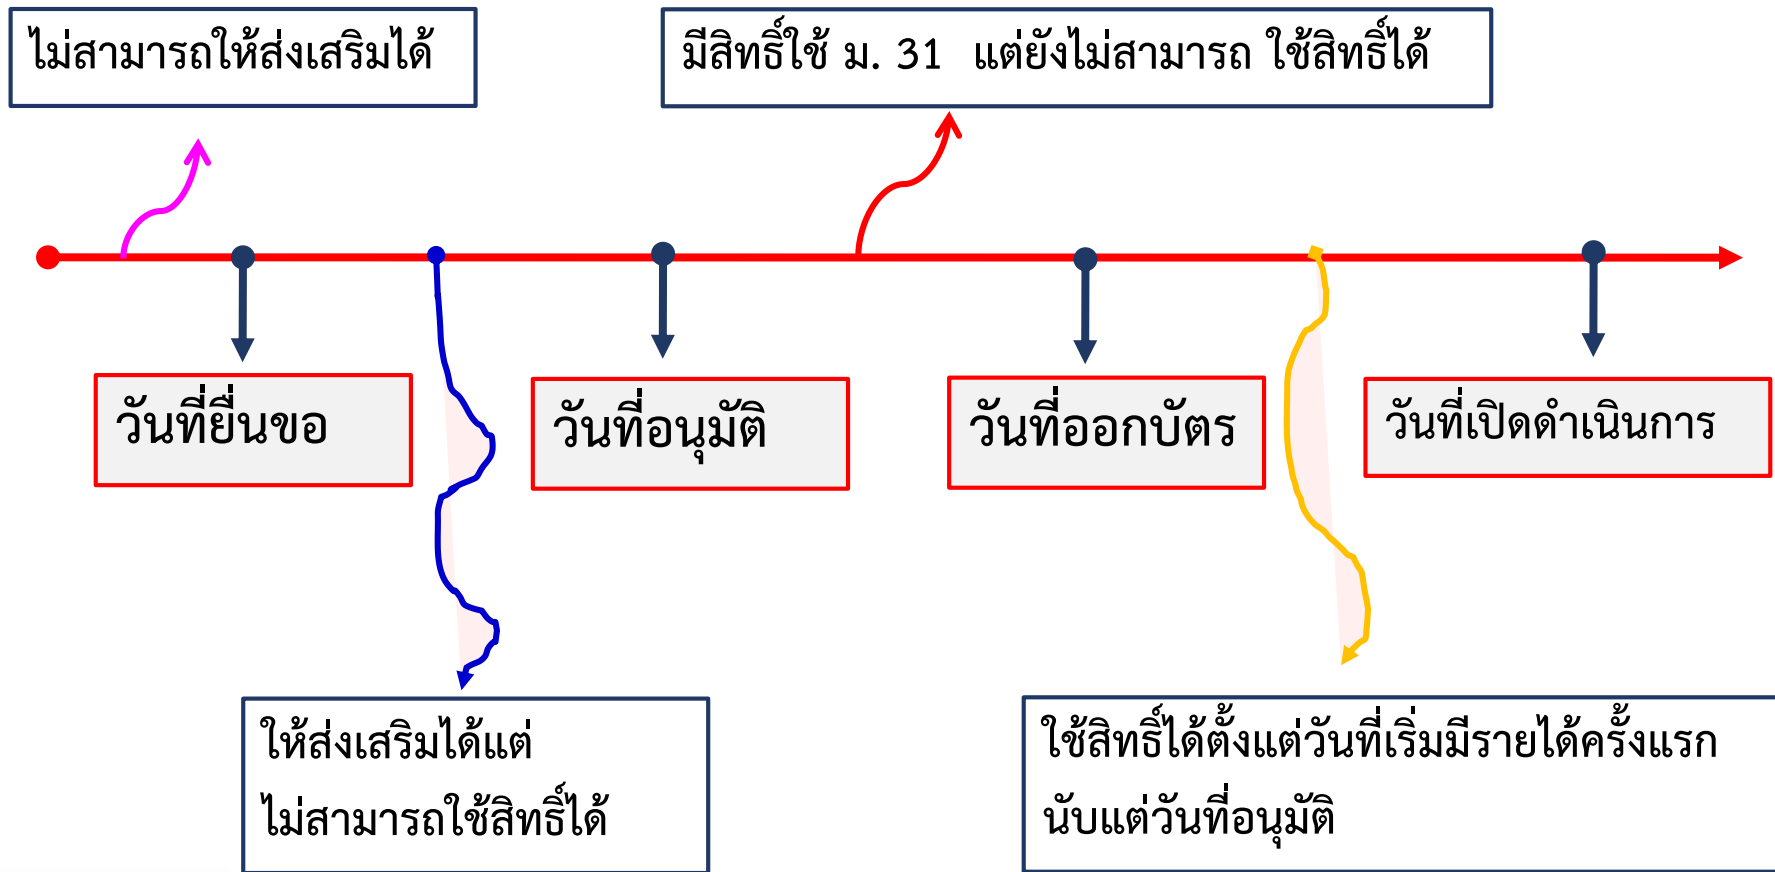 ไม่สามารถให้ส่งเสริมได้
มีสิทธิ์ใช้ ม. 31 แต่ยังไม่สามารถ ใช้สิทธิ์ได้
วันที่ยื่นขอ
วันที่อนุมัติ
วันที่ออกบัตร
วันที่เปิดดำเนินการ
ให้ส่งเสริมได้แต่
ไม่สามารถใช้สิทธิ์ได้
ใช้สิทธิ์ได้ตั้งแต่วันที่เริ่มมีรายได้ครั้งแรก
นับแต่วันที่อนุมัติ